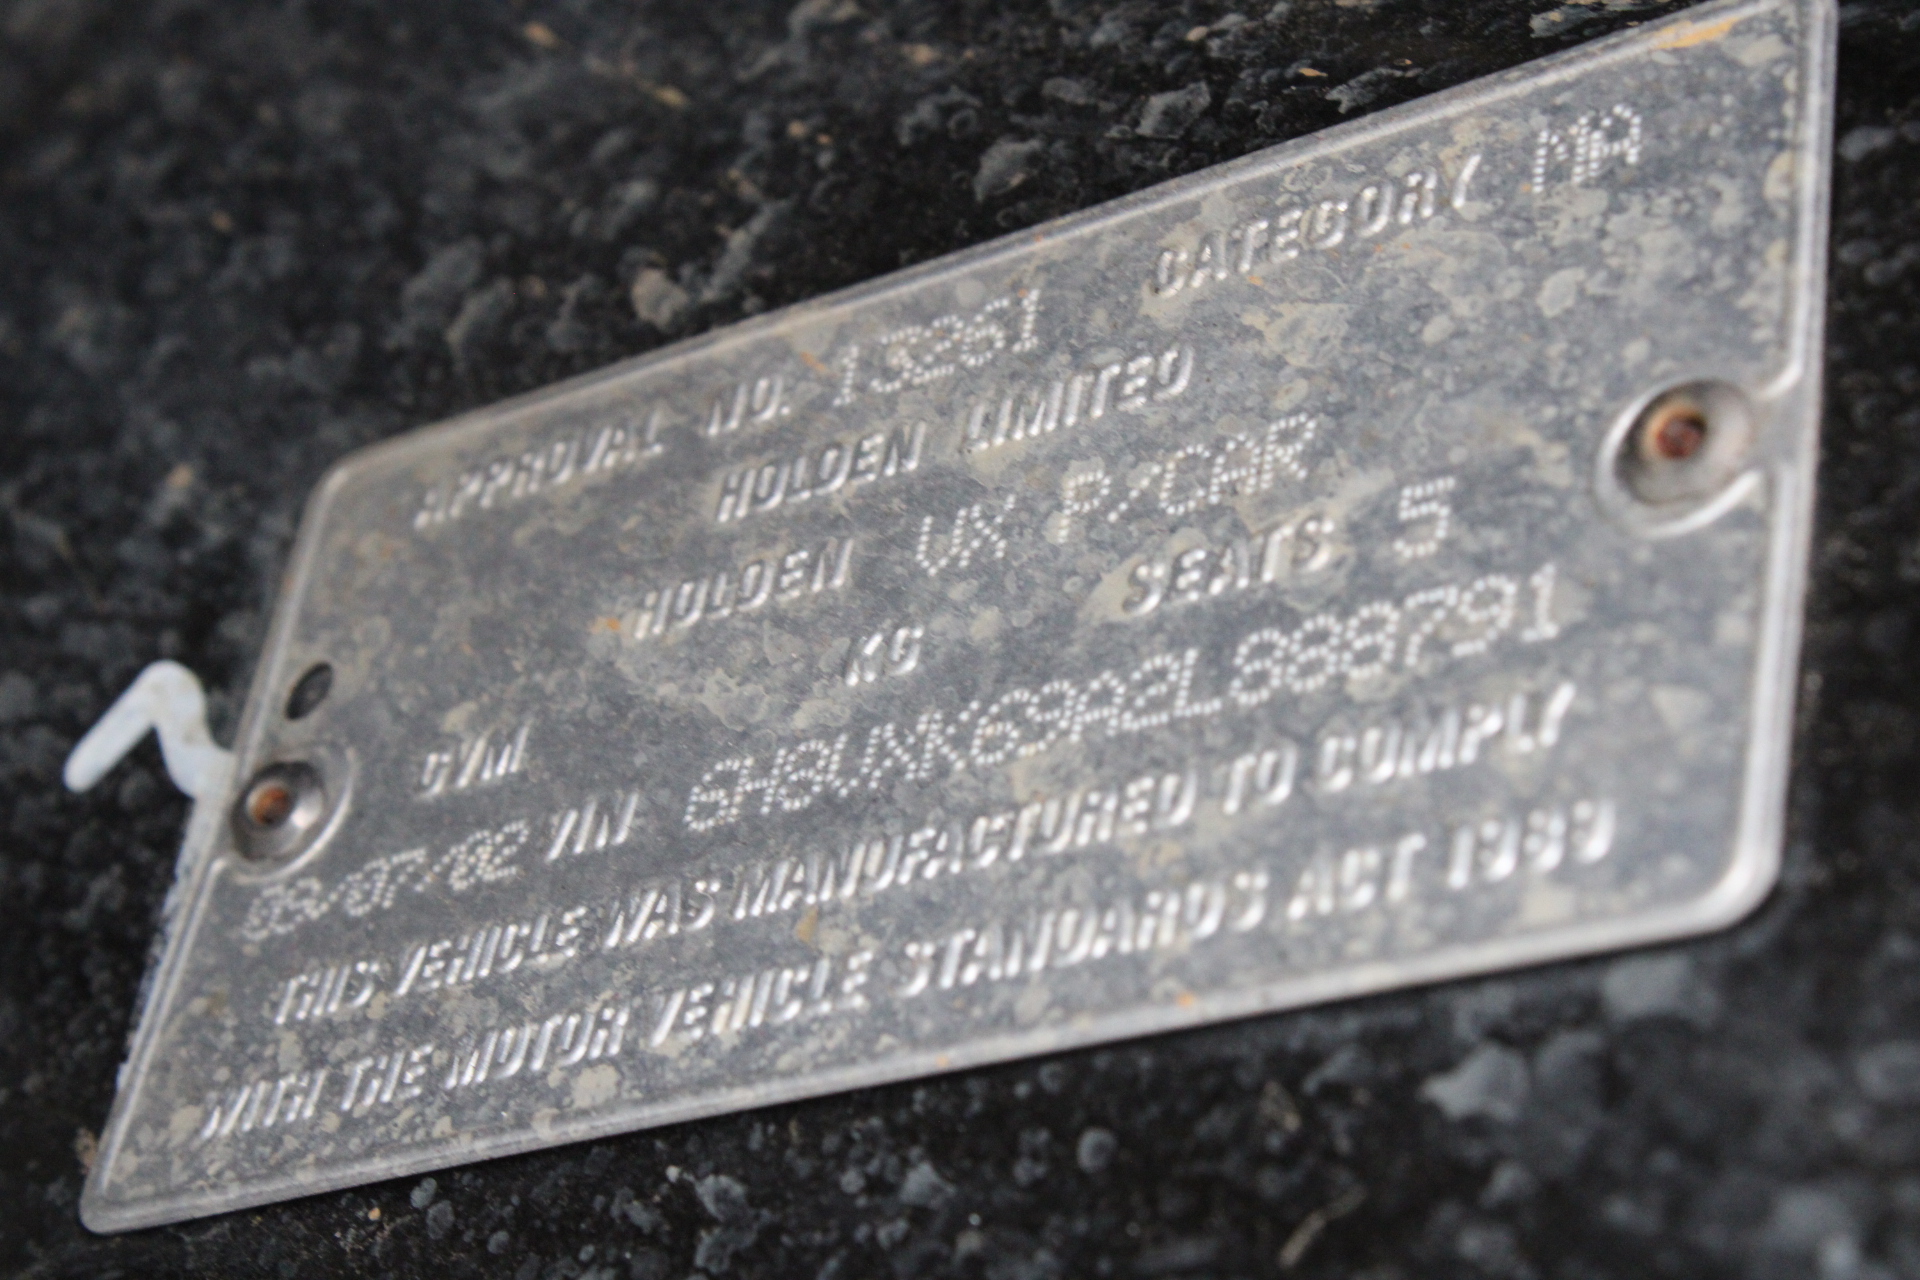 APPROVAL NO. 13261 CATEGORY MA
HOLDEN LIMITED
HOLDEN VX P/CAR
KG SEATS 5
GVM
03/07/02 VIN 6H8VXK69A2L888791
THIS VEHICLE WAS MANUFACTURED TO COMPLY
WITH THE MOTOR VEHICLE STANDARDS ACT 1989